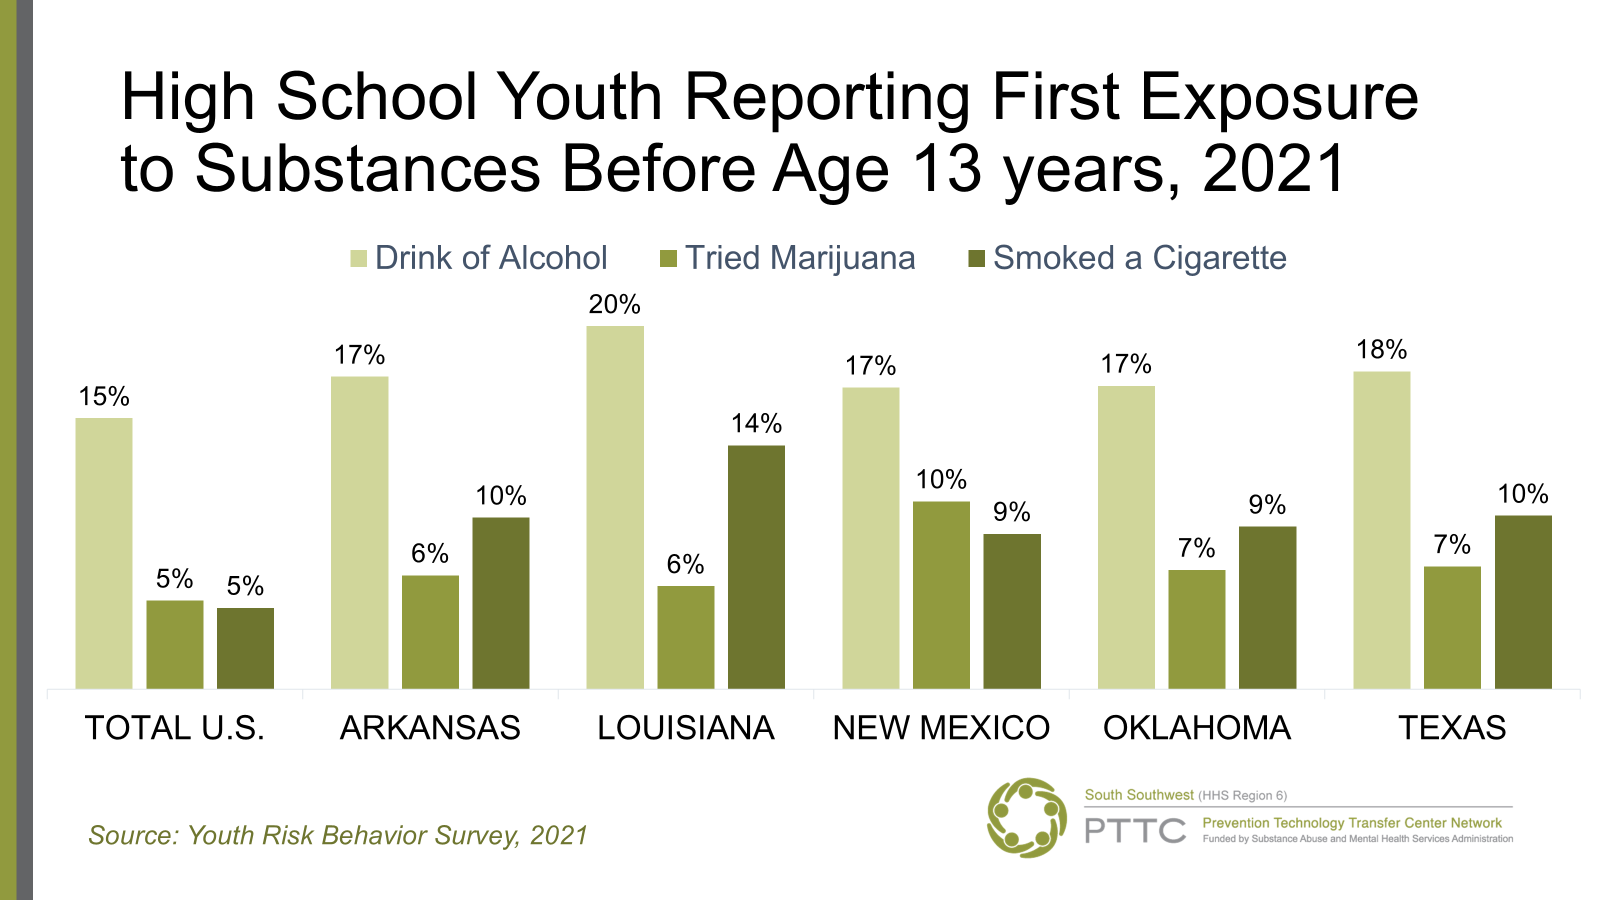 High School Youth Reporting First Exposure
to Substances Before Age 13 years, 2021
Drink of Alcohol Tried Marijuana Smoked a Cigarette
15% 5% 5%
17% 6% 10%
20% 6% 14%
17% 10% 9%
17% 7% 9%
18% 7% 10%
TOTAL U.S. ARKANSAS LOUISIANA NEW MEXICO OKLAHOMA TEXAS
Source: Youth Risk Behavior Survey, 2021
South Southwest (HHS Region 6)
PTTC
Prevention Technology Transfer Center Network
Funded by Substance Abuse and Mental Health Services Administration